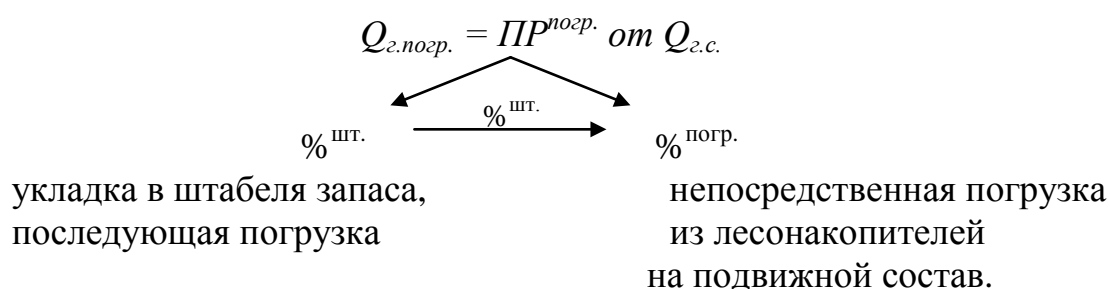 Qг.погр. = ПРпогр. от Qг.с.
%шт.
%шт. %погр.
укладка в штабеля запаса, непосредственная погрузка
последующая погрузка из лесонакопителей
на подвижной состав.